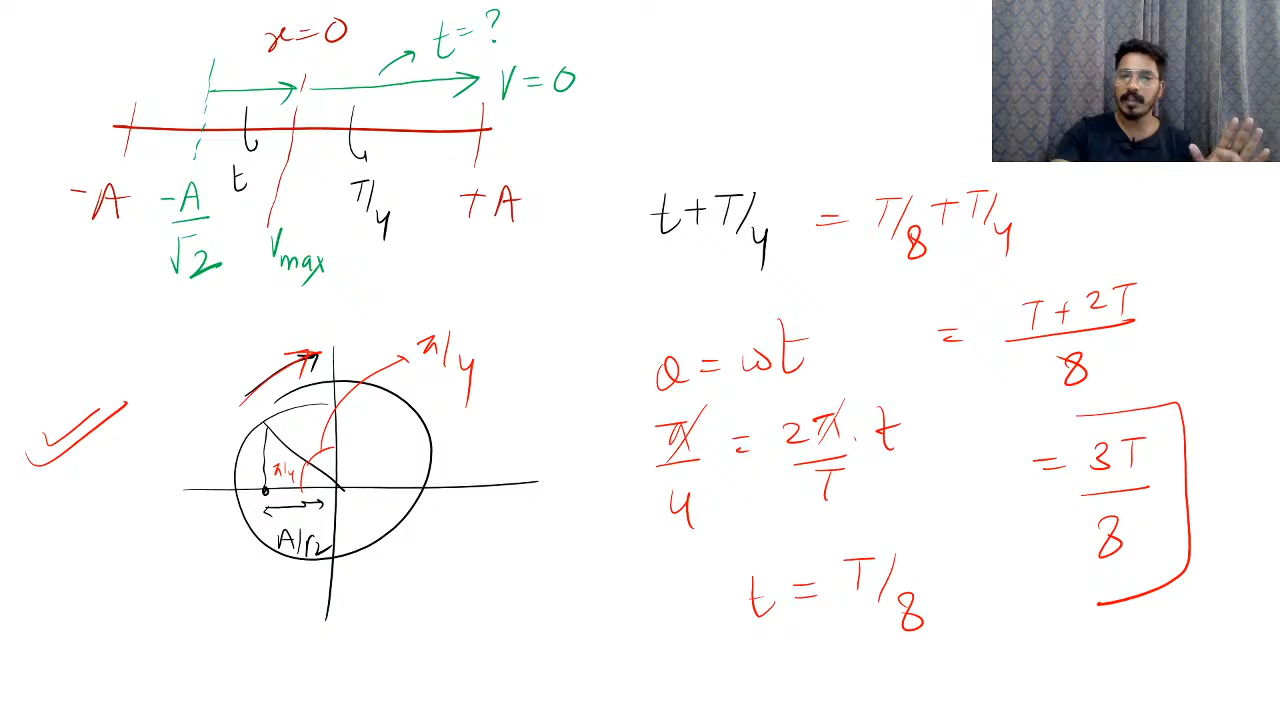 x=0
t=?
V=0
t
T/4
-A
-A/√2
Vmax
+A
t+T/4 = T/8+T/4
= T+2T/8
= 3T/8
θ = ωt
π/4 = 2π/T . t
t = T/8
π/4
π/4
A/√2